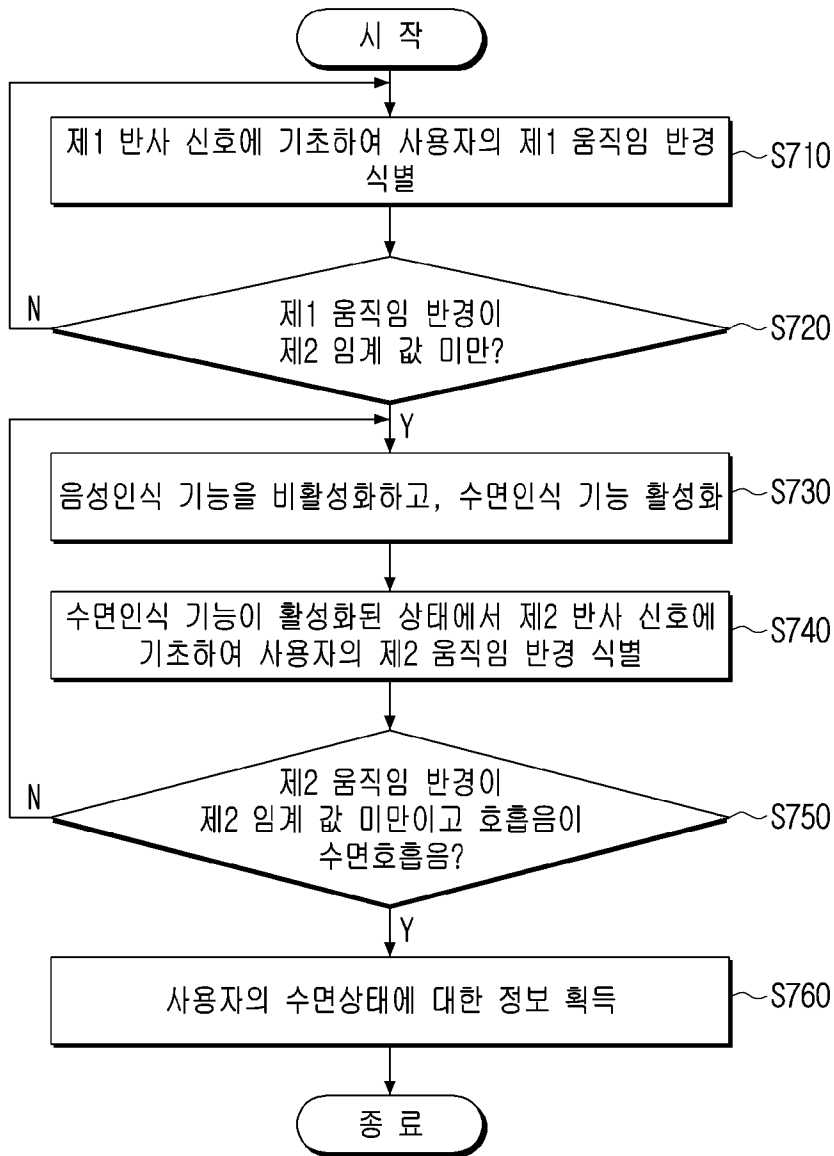 시 작
제1 반사 신호에 기초하여 사용자의 제1 움직임 반경
식별
S710
제1 움직임 반경이
제2 임계 값 미만?
S720
N
Y
음성인식 기능을 비활성화하고, 수면인식 기능 활성화
S730
수면인식 기능이 활성화된 상태에서 제2 반사 신호에
기초하여 사용자의 제2 움직임 반경 식별
S740
제2 움직임 반경이
제2 임계 값 미만이고 호흡음이
수면호흡음?
S750
N
Y
사용자의 수면상태에 대한 정보 획득
S760
종 료